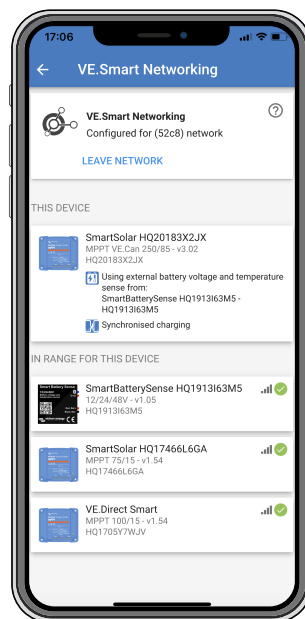 17:06
VE.Smart Networking
VE.Smart Networking
Configured for (52c8) network
LEAVE NETWORK
THIS DEVICE
SmartSolar HQ20183X2JX
MPPT VE.Can 250/85 - v3.02
HQ20183X2JX
Using external battery voltage and temperature
sense from:
SmartBatterySense HQ1913I63M5 -
HQ1913I63M5
Synchronised charging
IN RANGE FOR THIS DEVICE
Smart Battery Sense
SmartBatterySense HQ1913I63M5
12/24/48V - v1.05
HQ1913I63M5
SmartSolar HQ17466L6GA
MPPT 75/15 - v1.54
HQ17466L6GA
VE.Direct Smart
MPPT 100/15 - v1.54
HQ1705Y7WJV